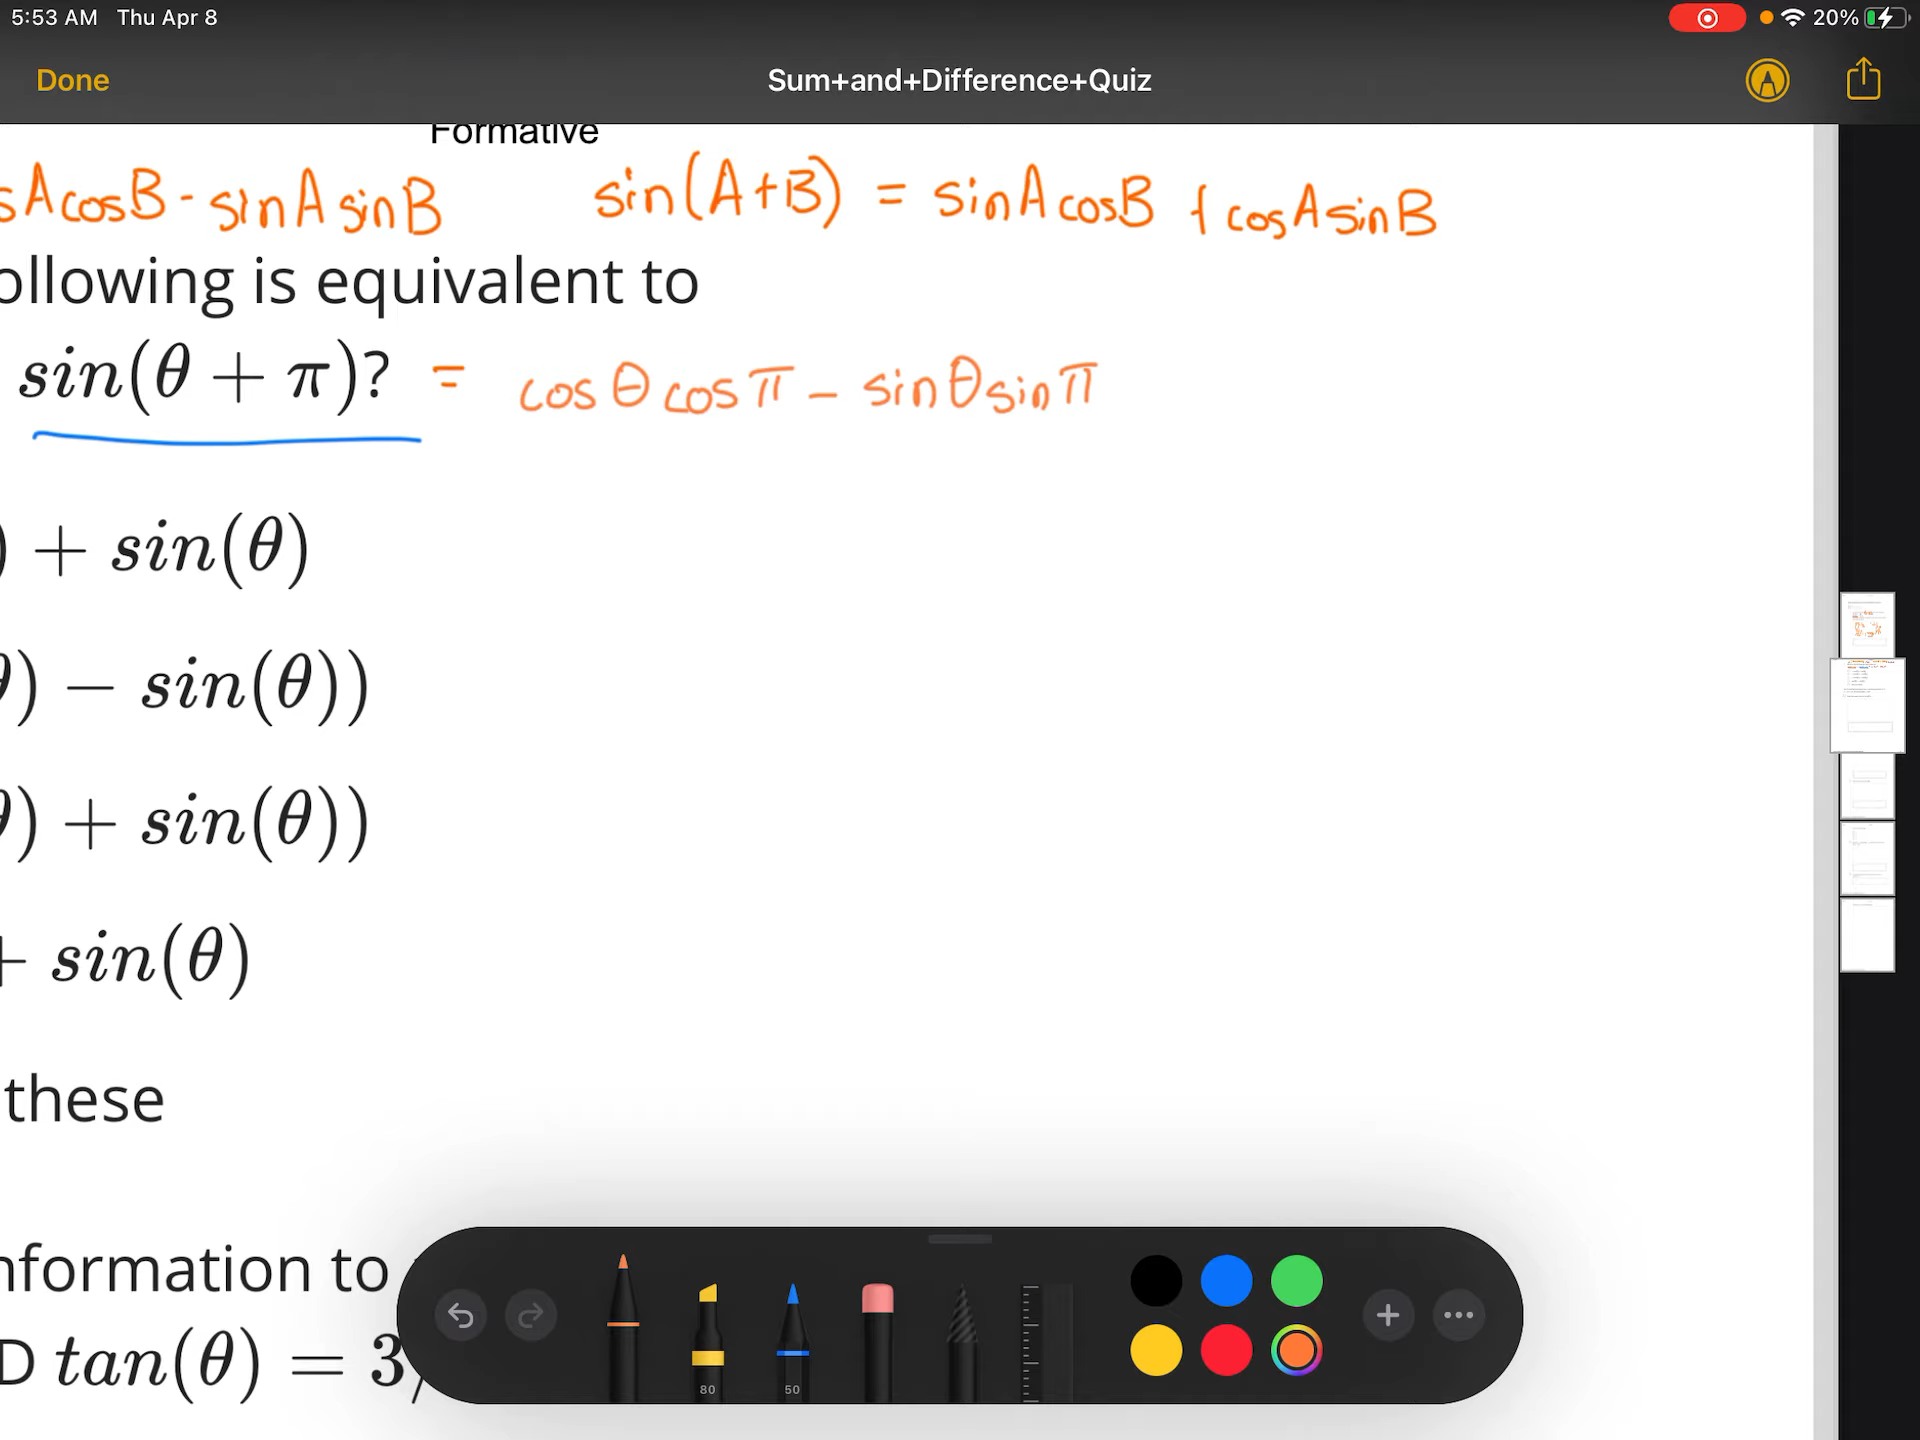 5:53 AM Thu Apr 8 20%
Done Sum+and+Difference+Quiz
Formative
sAcosB - sinAsinB sin(A+B) = sinAcosB + cosAsinB
ollowing is equivalent to
sin(θ + π)? = cosθcosπ - sinθsinπ
) + sin(θ)
θ) − sin(θ))
θ) + sin(θ))
+ sin(θ)
these
nformation to
D tan(θ) = 3/
80 50